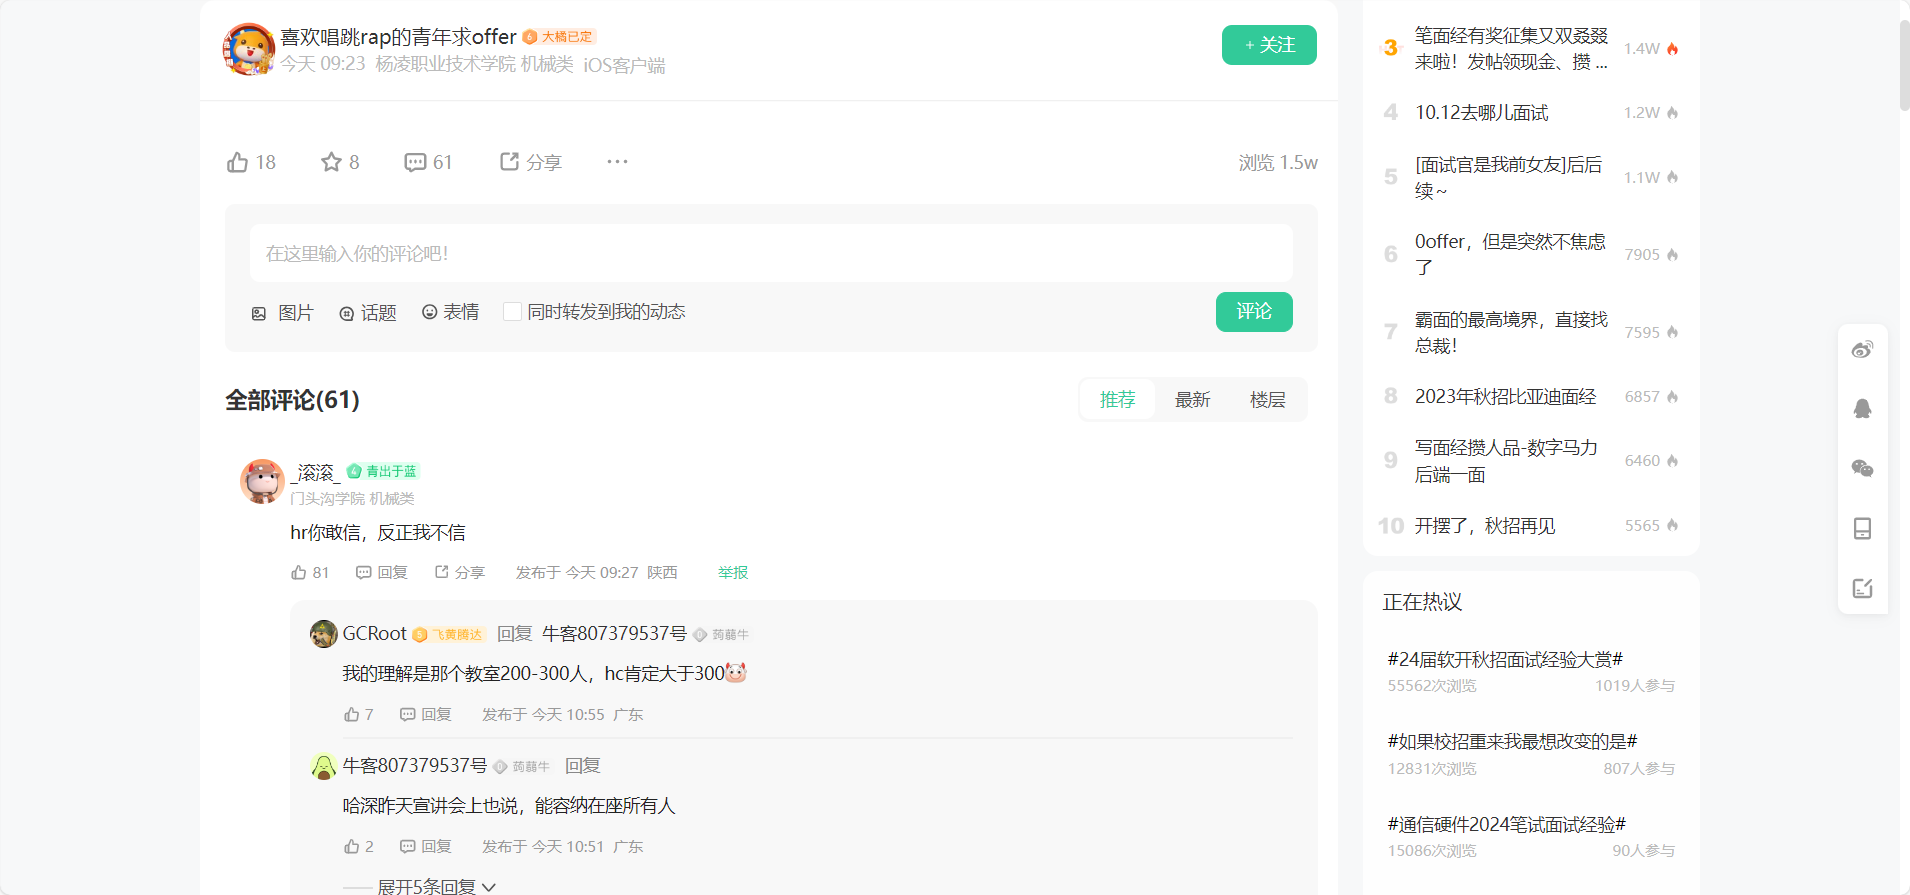 喜欢唱跳rap的青年求offer 6 大橘已定
今天 09:23 杨凌职业技术学院 机械类 iOS客户端
+ 关注
18 8 61 分享 ··· 浏览 1.5w
在这里输入你的评论吧!
图片 话题 表情 同时转发到我的动态 评论
全部评论(61) 推荐 最新 楼层
_滚滚_ 4 青出于蓝
门头沟学院 机械类
hr你敢信，反正我不信
81 回复 分享 发布于 今天 09:27 陕西 举报
GCRoot 5 飞黄腾达 回复 牛客807379537号 0 蒟蒻牛
我的理解是那个教室200-300人，hc肯定大于300
7 回复 发布于 今天 10:55 广东
牛客807379537号 0 蒟蒻牛 回复
哈深昨天宣讲会上也说，能容纳在座所有人
2 回复 发布于 今天 10:51 广东
展开5条回复
3 笔面经有奖征集又双叒叕 1.4W
来啦！发帖领现金、攒 ...
4 10.12去哪儿面试 1.2W
5 [面试官是我前女友]后后 1.1W
续~
6 0offer，但是突然不焦虑 7905
了
7 霸面的最高境界，直接找 7595
总裁！
8 2023年秋招比亚迪面经 6857
9 写面经攒人品-数字马力 6460
后端一面
10 开摆了，秋招再见 5565
正在热议
#24届软开秋招面试经验大赏#
55562次浏览 1019人参与
#如果校招重来我最想改变的是#
12831次浏览 807人参与
#通信硬件2024笔试面试经验#
15086次浏览 90人参与